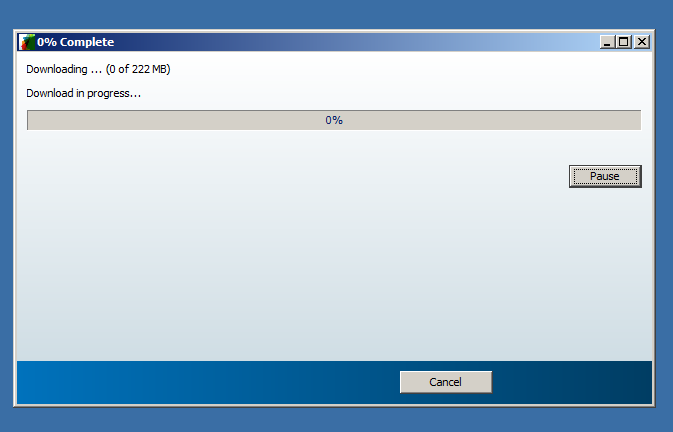 0% Complete
Downloading ... (0 of 222 MB)
Download in progress...
0%
Pause
Cancel